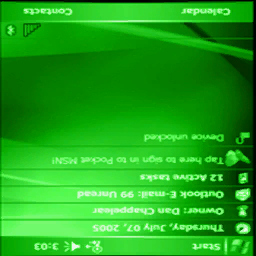 Start 3:03
Thursday, July 07, 2005
Owner: Dan Chappelear
Outlook E-mail: 99 Unread
12 Active tasks
Tap here to sign in to Pocket MSN!
Device unlocked
Calendar Contacts